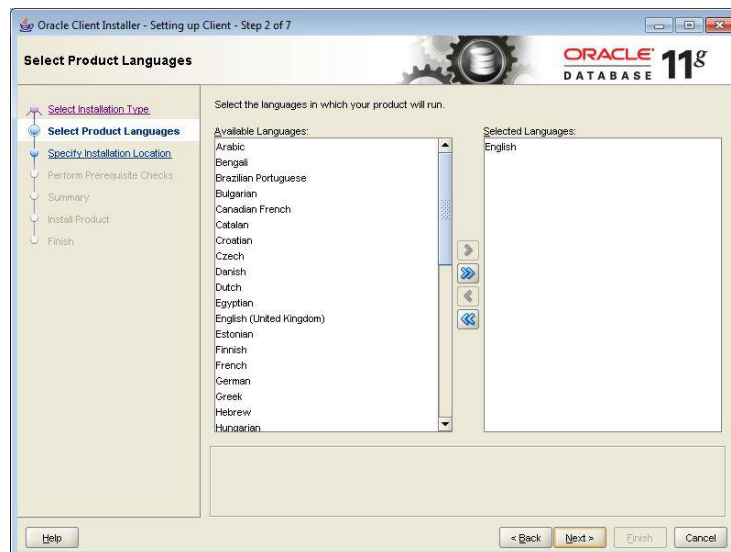 Oracle Client Installer - Setting up Client - Step 2 of 7
Select Product Languages
ORACLE
DATABASE 11g
Select Installation Type
Select Product Languages
Specify Installation Location
Perform Prerequisite Checks
Summary
Install Product
Finish
Select the languages in which your product will run.
Available Languages:
Arabic
Bengali
Brazilian Portuguese
Bulgarian
Canadian French
Catalan
Croatian
Czech
Danish
Dutch
Egyptian
English (United Kingdom)
Estonian
Finnish
French
German
Greek
Hebrew
Hungarian
Selected Languages:
English
Help
< Back
Next >
Finish
Cancel